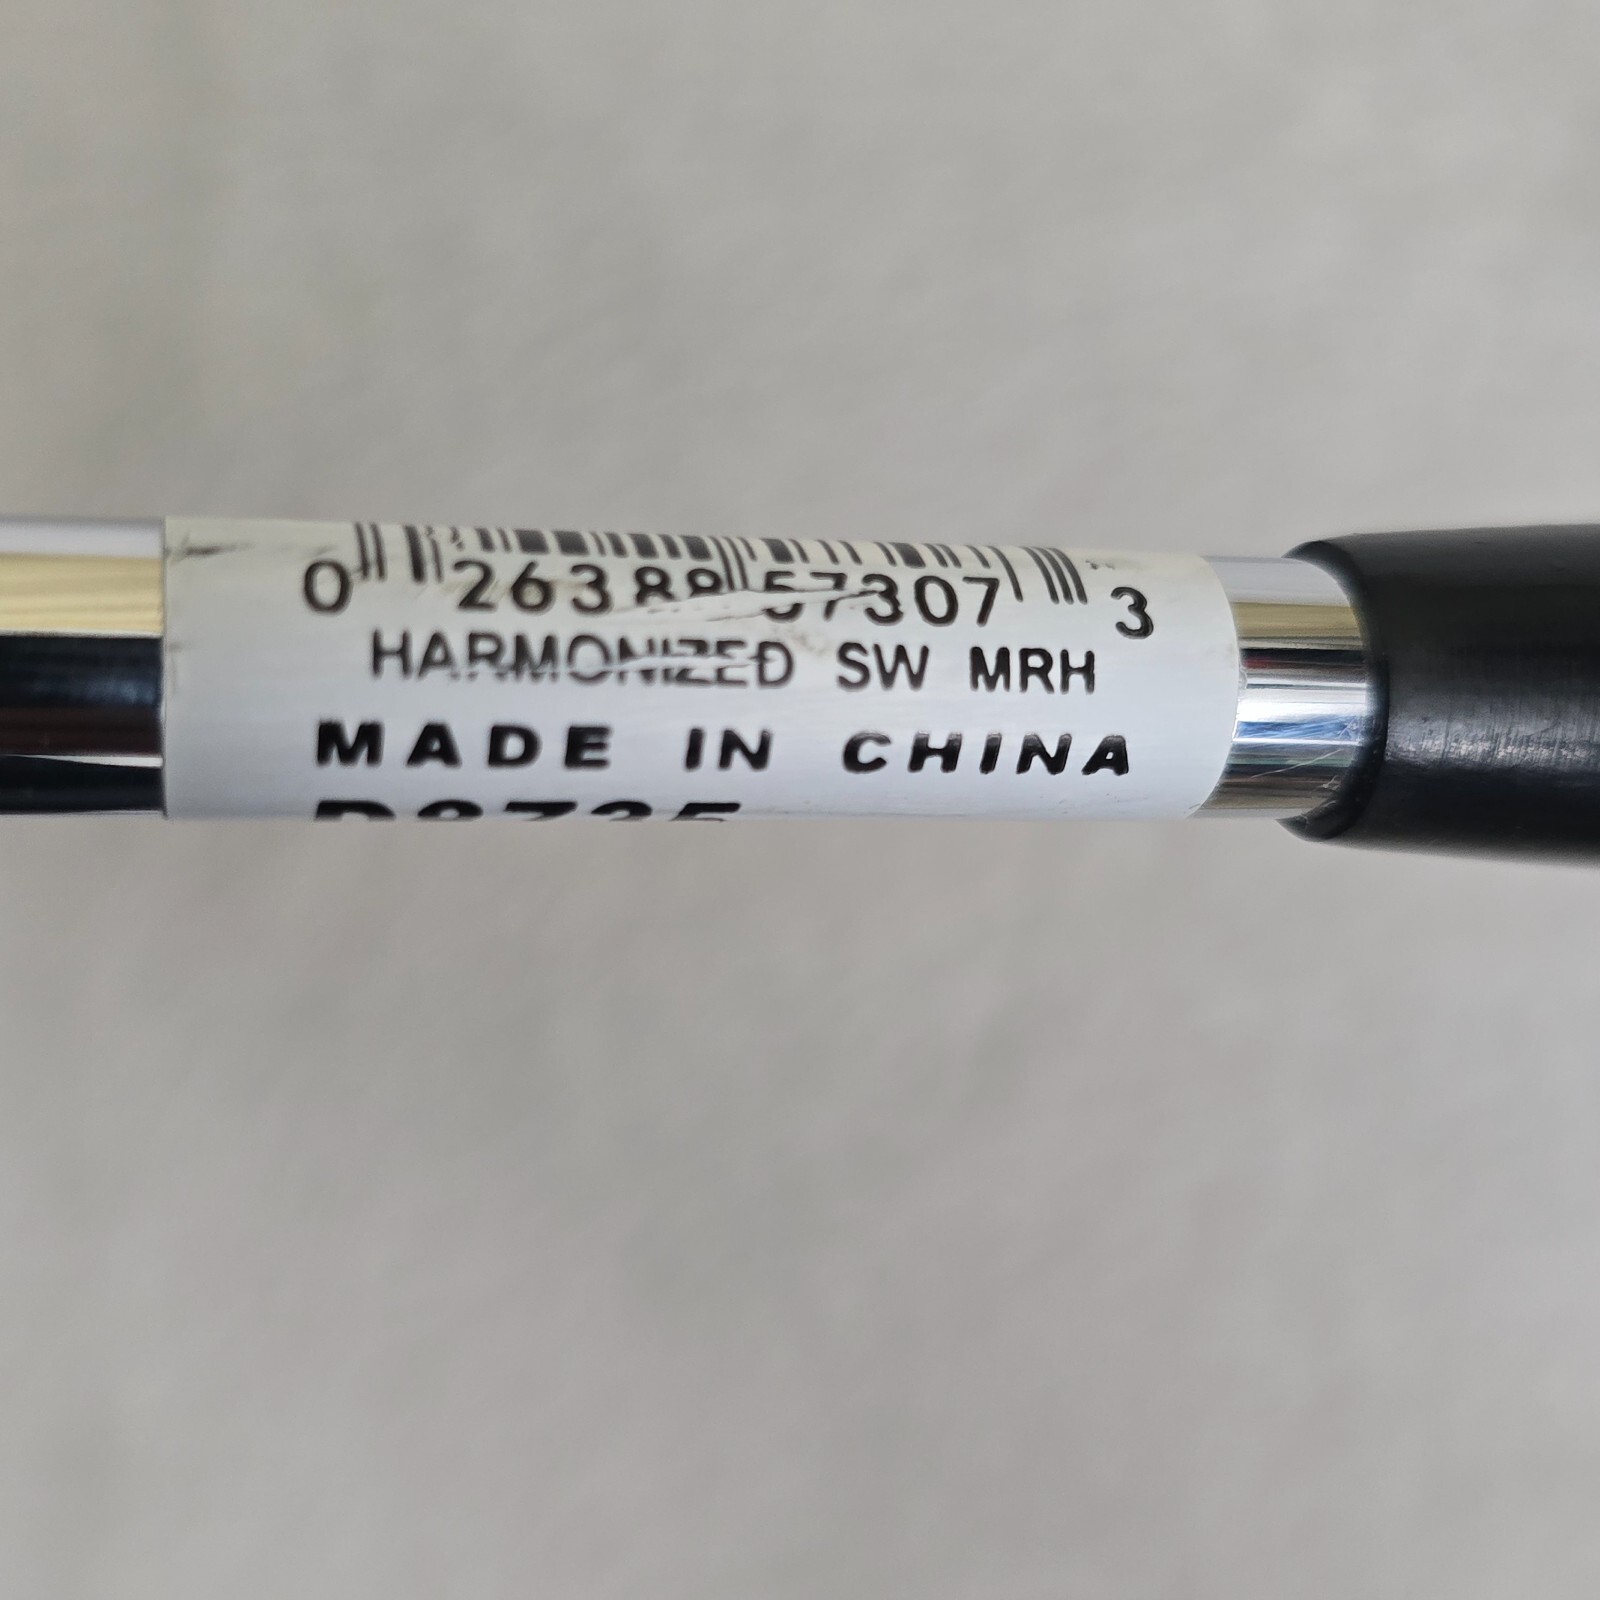 0 26388 57307 3
HARMONIZED SW MRH
MADE IN CHINA